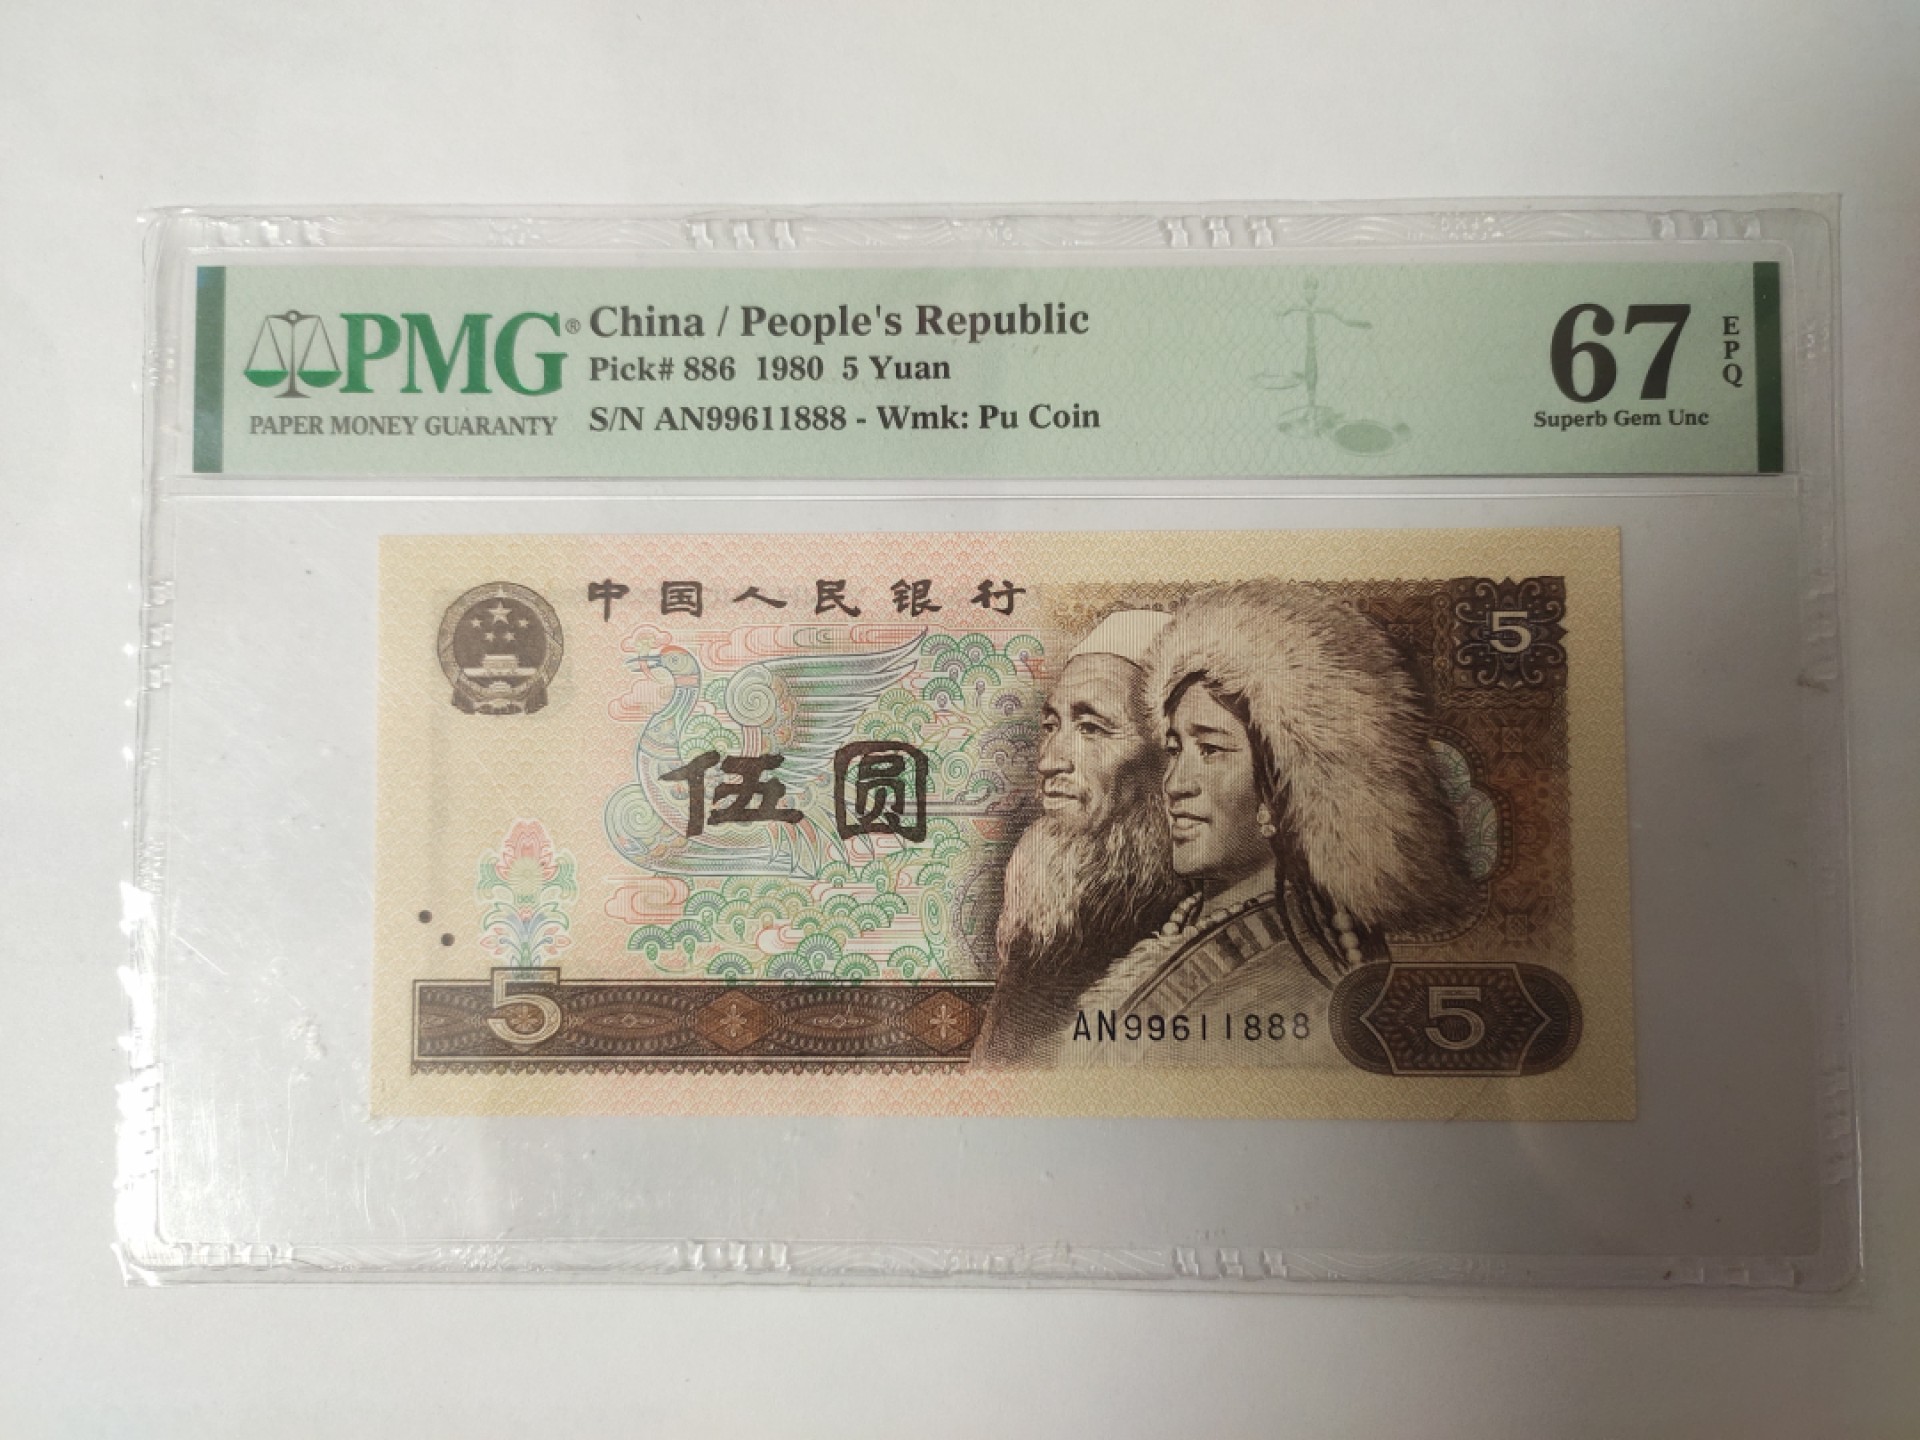 PMG® China / People's Republic
Pick# 886 1980 5 Yuan
PAPER MONEY GUARANTY S/N AN99611888 - Wmk: Pu Coin
67 EPQ
Superb Gem Unc
中国人民银行
5
伍圆
5
AN99611888
5